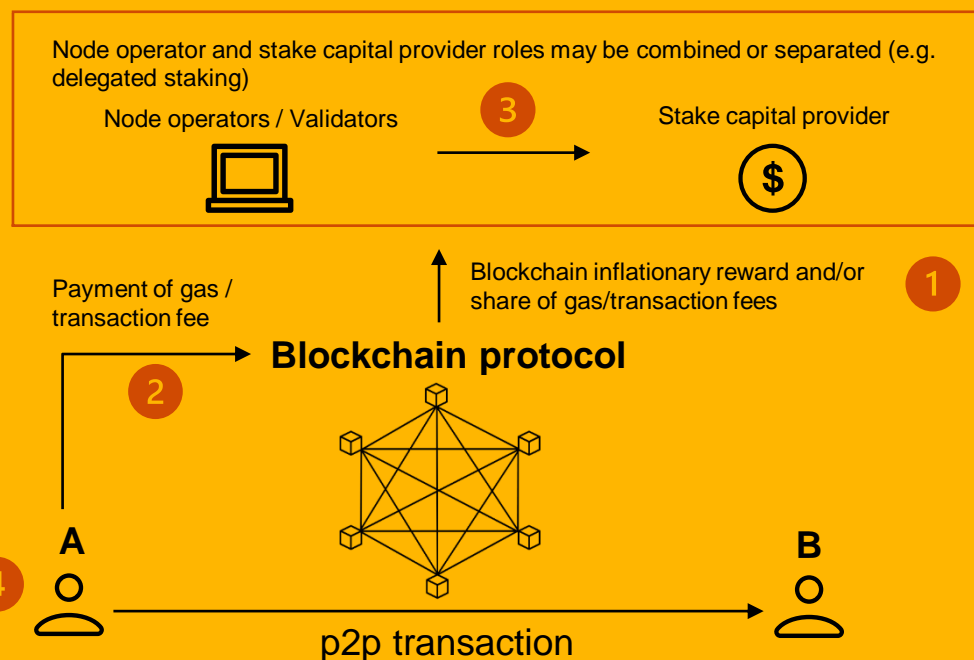 Node operator and stake capital provider roles may be combined or separated (e.g.
delegated staking)
Node operators / Validators
3
Stake capital provider
$
Payment of gas /
transaction fee
Blockchain inflationary reward and/or
share of gas/transaction fees
1
2
Blockchain protocol
A
B
4
p2p transaction